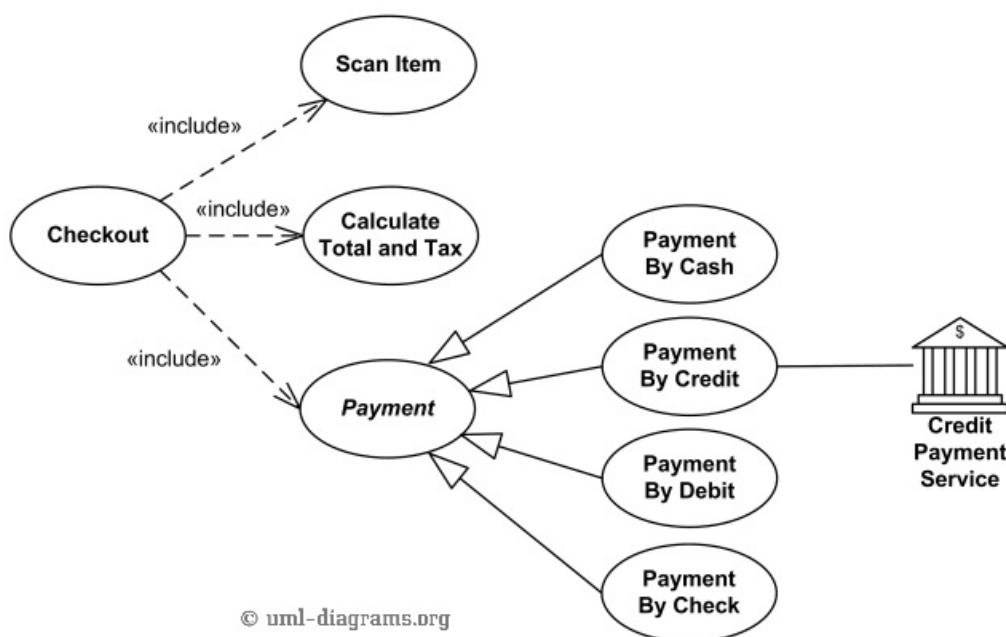 Scan Item
«include»
«include»
Checkout
Calculate
Total and Tax
Payment
By Cash
«include»
Payment
By Credit
$
Credit
Payment
Service
Payment
Payment
By Debit
Payment
By Check
© uml-diagrams.org